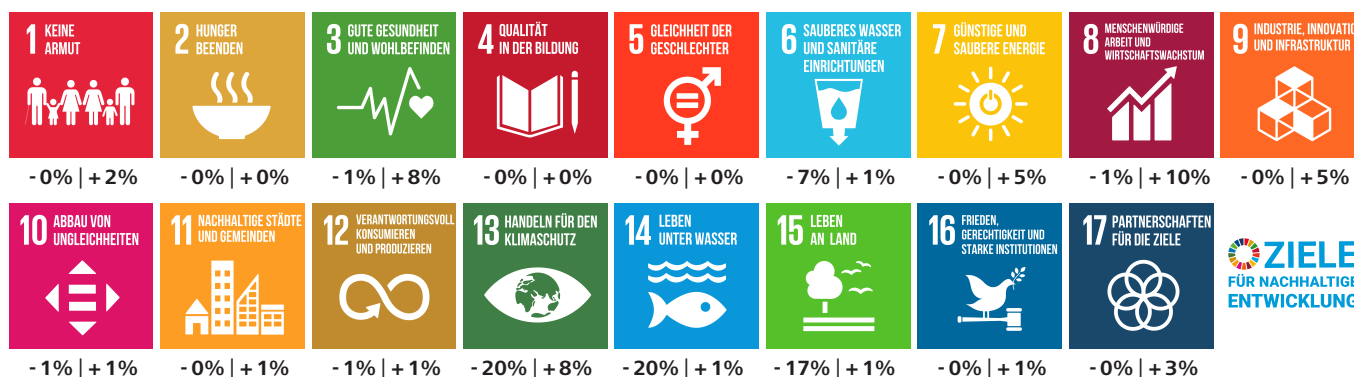 1 KEINE
ARMUT
2 HUNGER
BEENDEN
3 GUTE GESUNDHEIT
UND WOHLBEFINDEN
4 QUALITÄT
IN DER BILDUNG
5 GLEICHHEIT DER
GESCHLECHTER
6 SAUBERES WASSER
UND SANITÄRE
EINRICHTUNGEN
7 GÜNSTIGE UND
SAUBERE ENERGIE
8 MENSCHENWÜRDIGE
ARBEIT UND
WIRTSCHAFTSWACHSTUM
9 INDUSTRIE, INNOVATIO
UND INFRASTRUKTUR
-0% | +2%
-0% | +0%
-1% | +8%
-0% | +0%
-0% | +0%
-7% | +1%
-0% | +5%
-1% | +10%
-0% | +5%
10 ABBAU VON
UNGLEICHHEITEN
11 NACHHALTIGE STÄDTE
UND GEMEINDEN
12 VERANTWORTUNGSVOLL
KONSUMIEREN
UND PRODUZIEREN
13 HANDELN FÜR DEN
KLIMASCHUTZ
14 LEBEN
UNTER WASSER
15 LEBEN
AN LAND
16 FRIEDEN,
GERECHTIGKEIT UND
STARKE INSTITUTIONEN
17 PARTNERSCHAFTEN
FÜR DIE ZIELE
ZIELE
FÜR NACHHALTIGE
ENTWICKLUNG
-1% | +1%
-0% | +1%
-1% | +1%
-20% | +8%
-20% | +1%
-17% | +1%
-0% | +1%
-0% | +3%